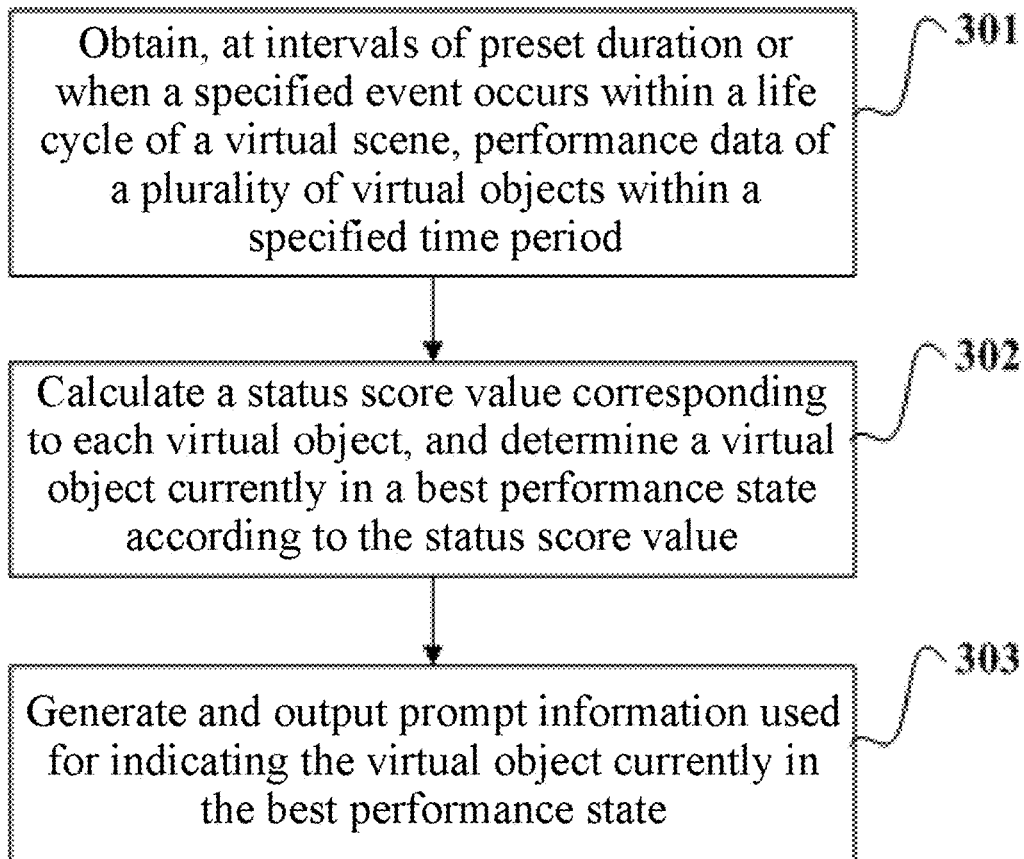 Obtain, at intervals of preset duration or
when a specified event occurs within a life
cycle of a virtual scene, performance data of
a plurality of virtual objects within a
specified time period
301
Calculate a status score value corresponding
to each virtual object, and determine a virtual
object currently in a best performance state
according to the status score value
302
Generate and output prompt information used
for indicating the virtual object currently in
the best performance state
303